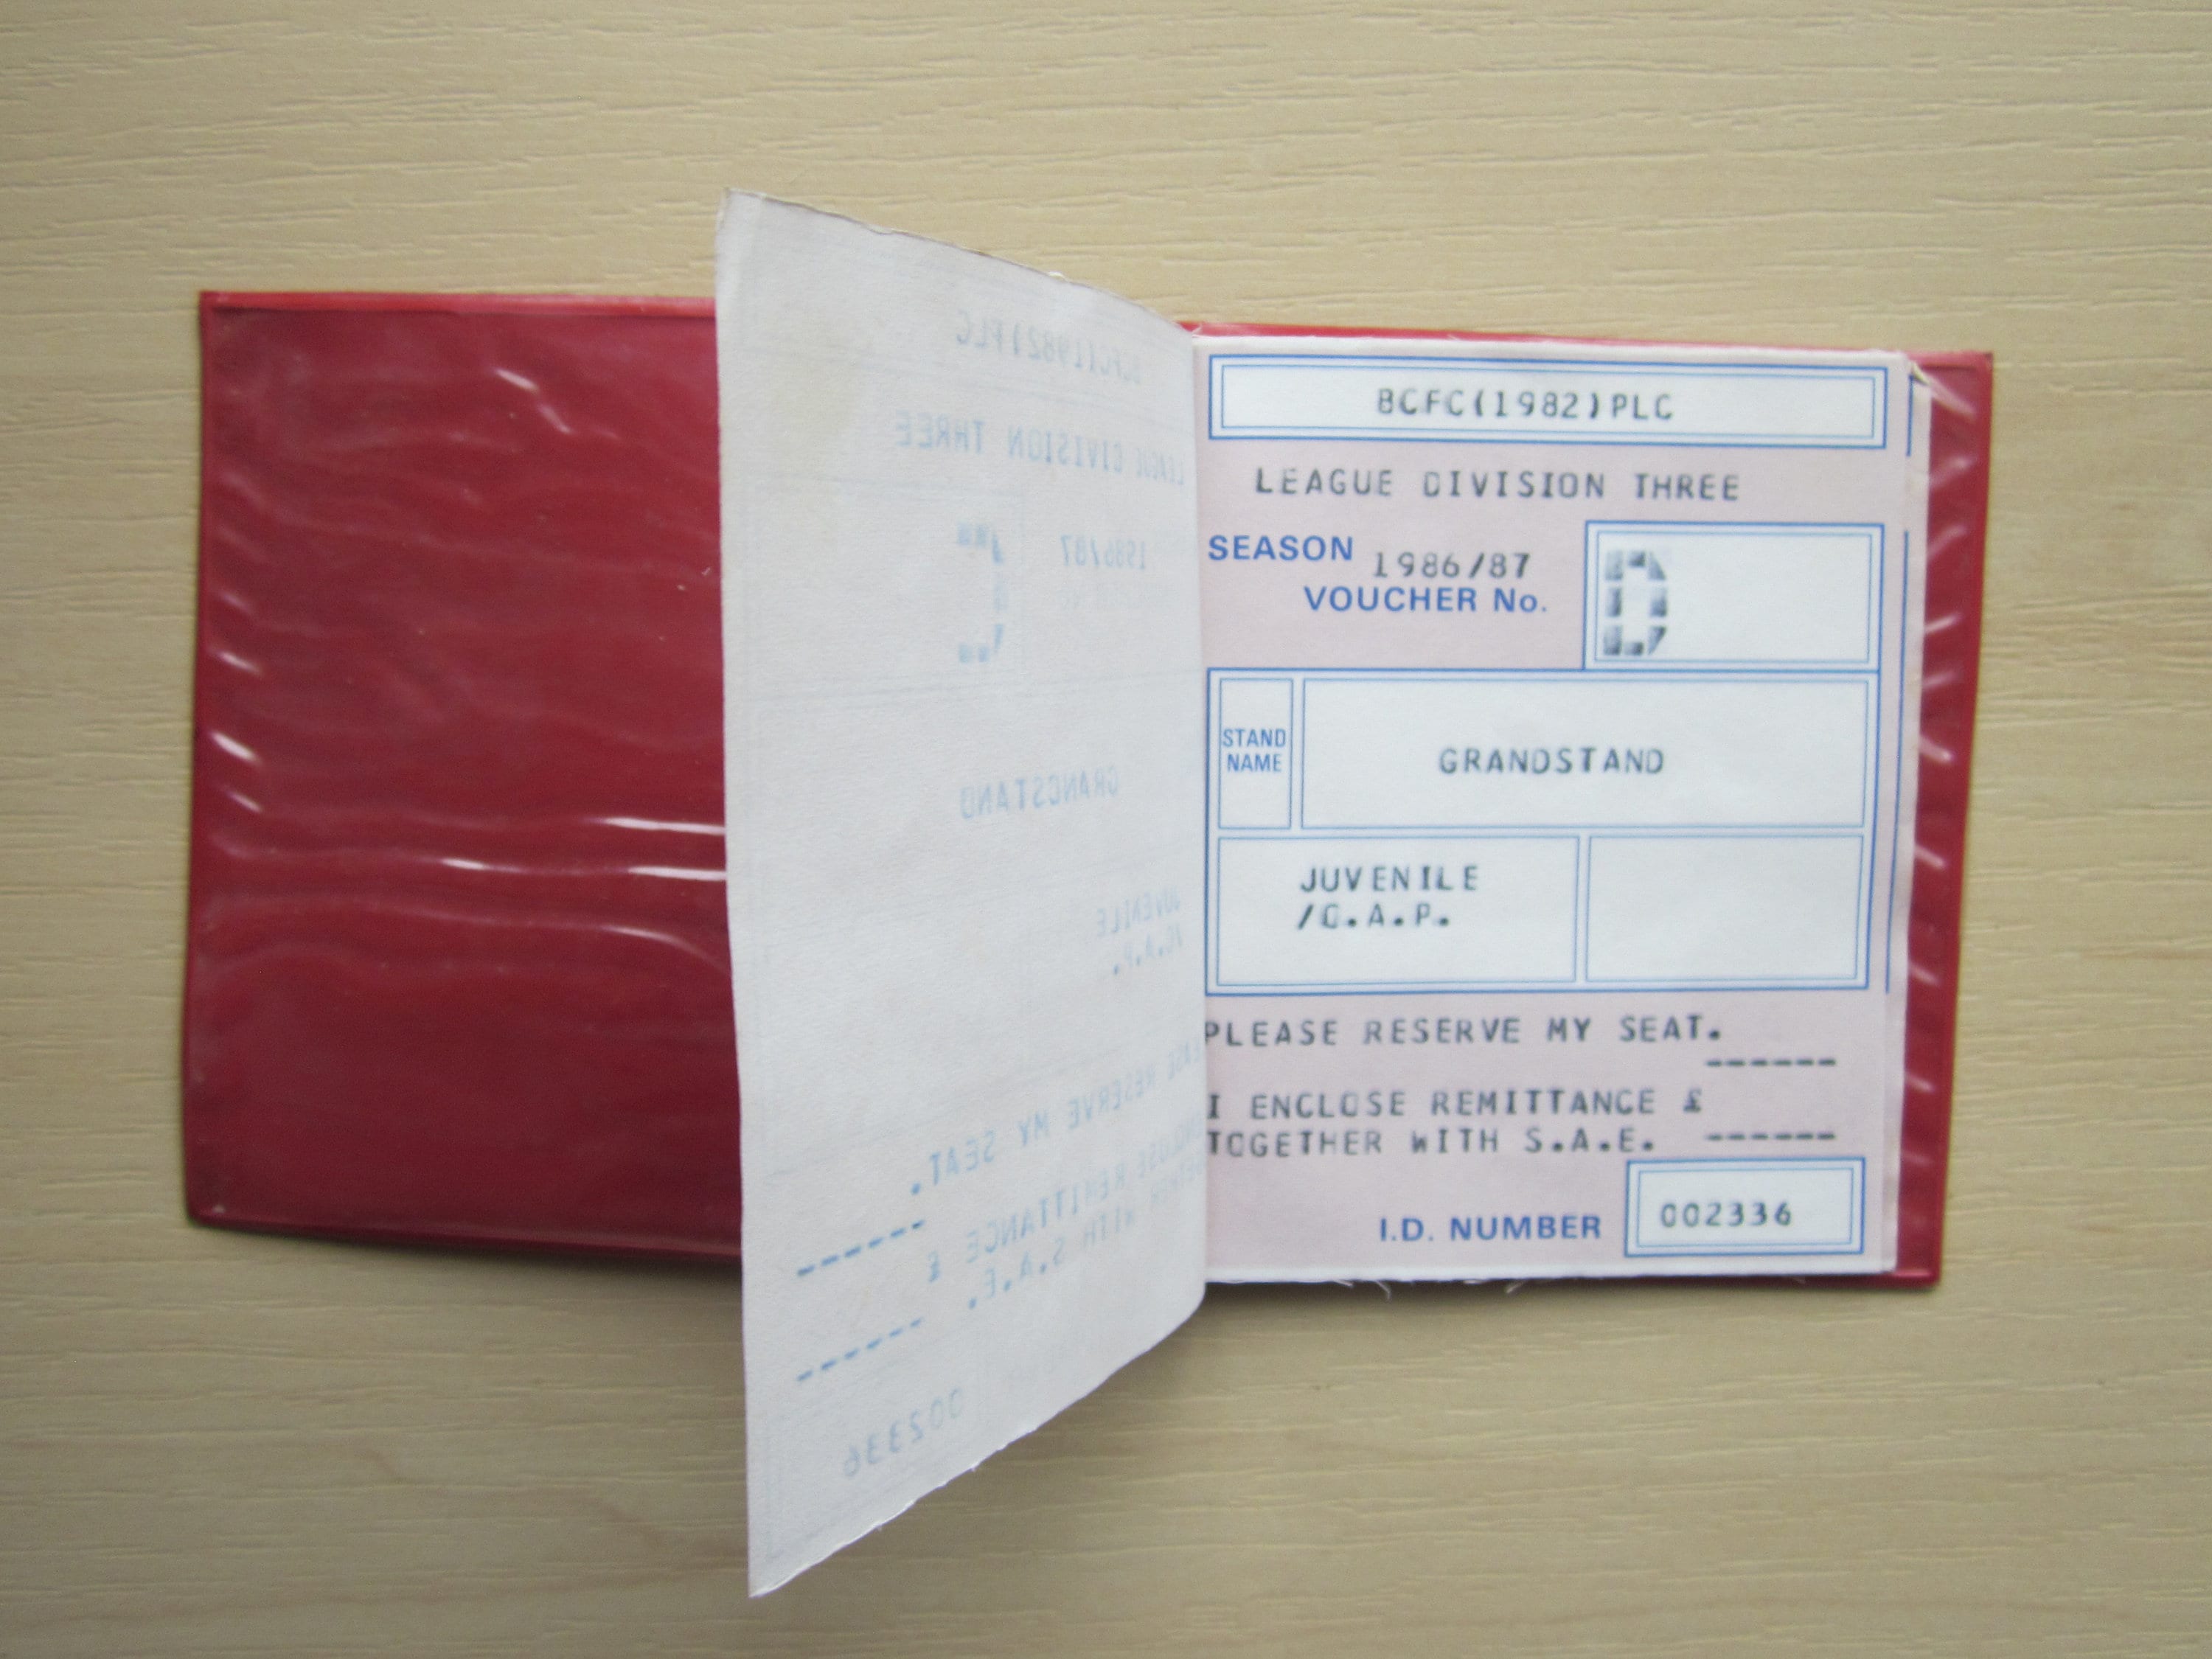 BCFC(1982)PLC
LEAGUE DIVISION THREE
SEASON 1986/87
VOUCHER No. D
STAND NAME GRANDSTAND
JUVENILE
/O.A.P.
PLEASE RESERVE MY SEAT.
------
I ENCLOSE REMITTANCE £
TOGETHER WITH S.A.E. ------
I.D. NUMBER 002336